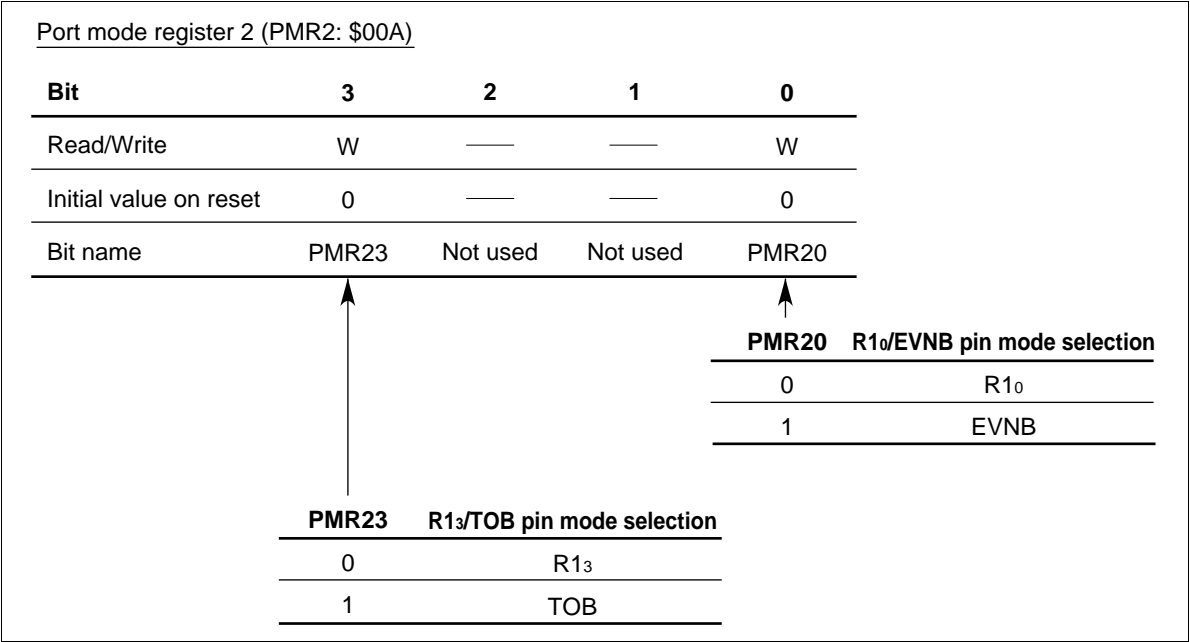 Port mode register 2 (PMR2: $00A)
Bit 3 2 1 0
Read/Write W —— —— W
Initial value on reset 0 —— —— 0
Bit name PMR23 Not used Not used PMR20
PMR20 R1₀/EVNB pin mode selection
0 R1₀
1 EVNB
PMR23 R1₃/TOB pin mode selection
0 R1₃
1 TOB